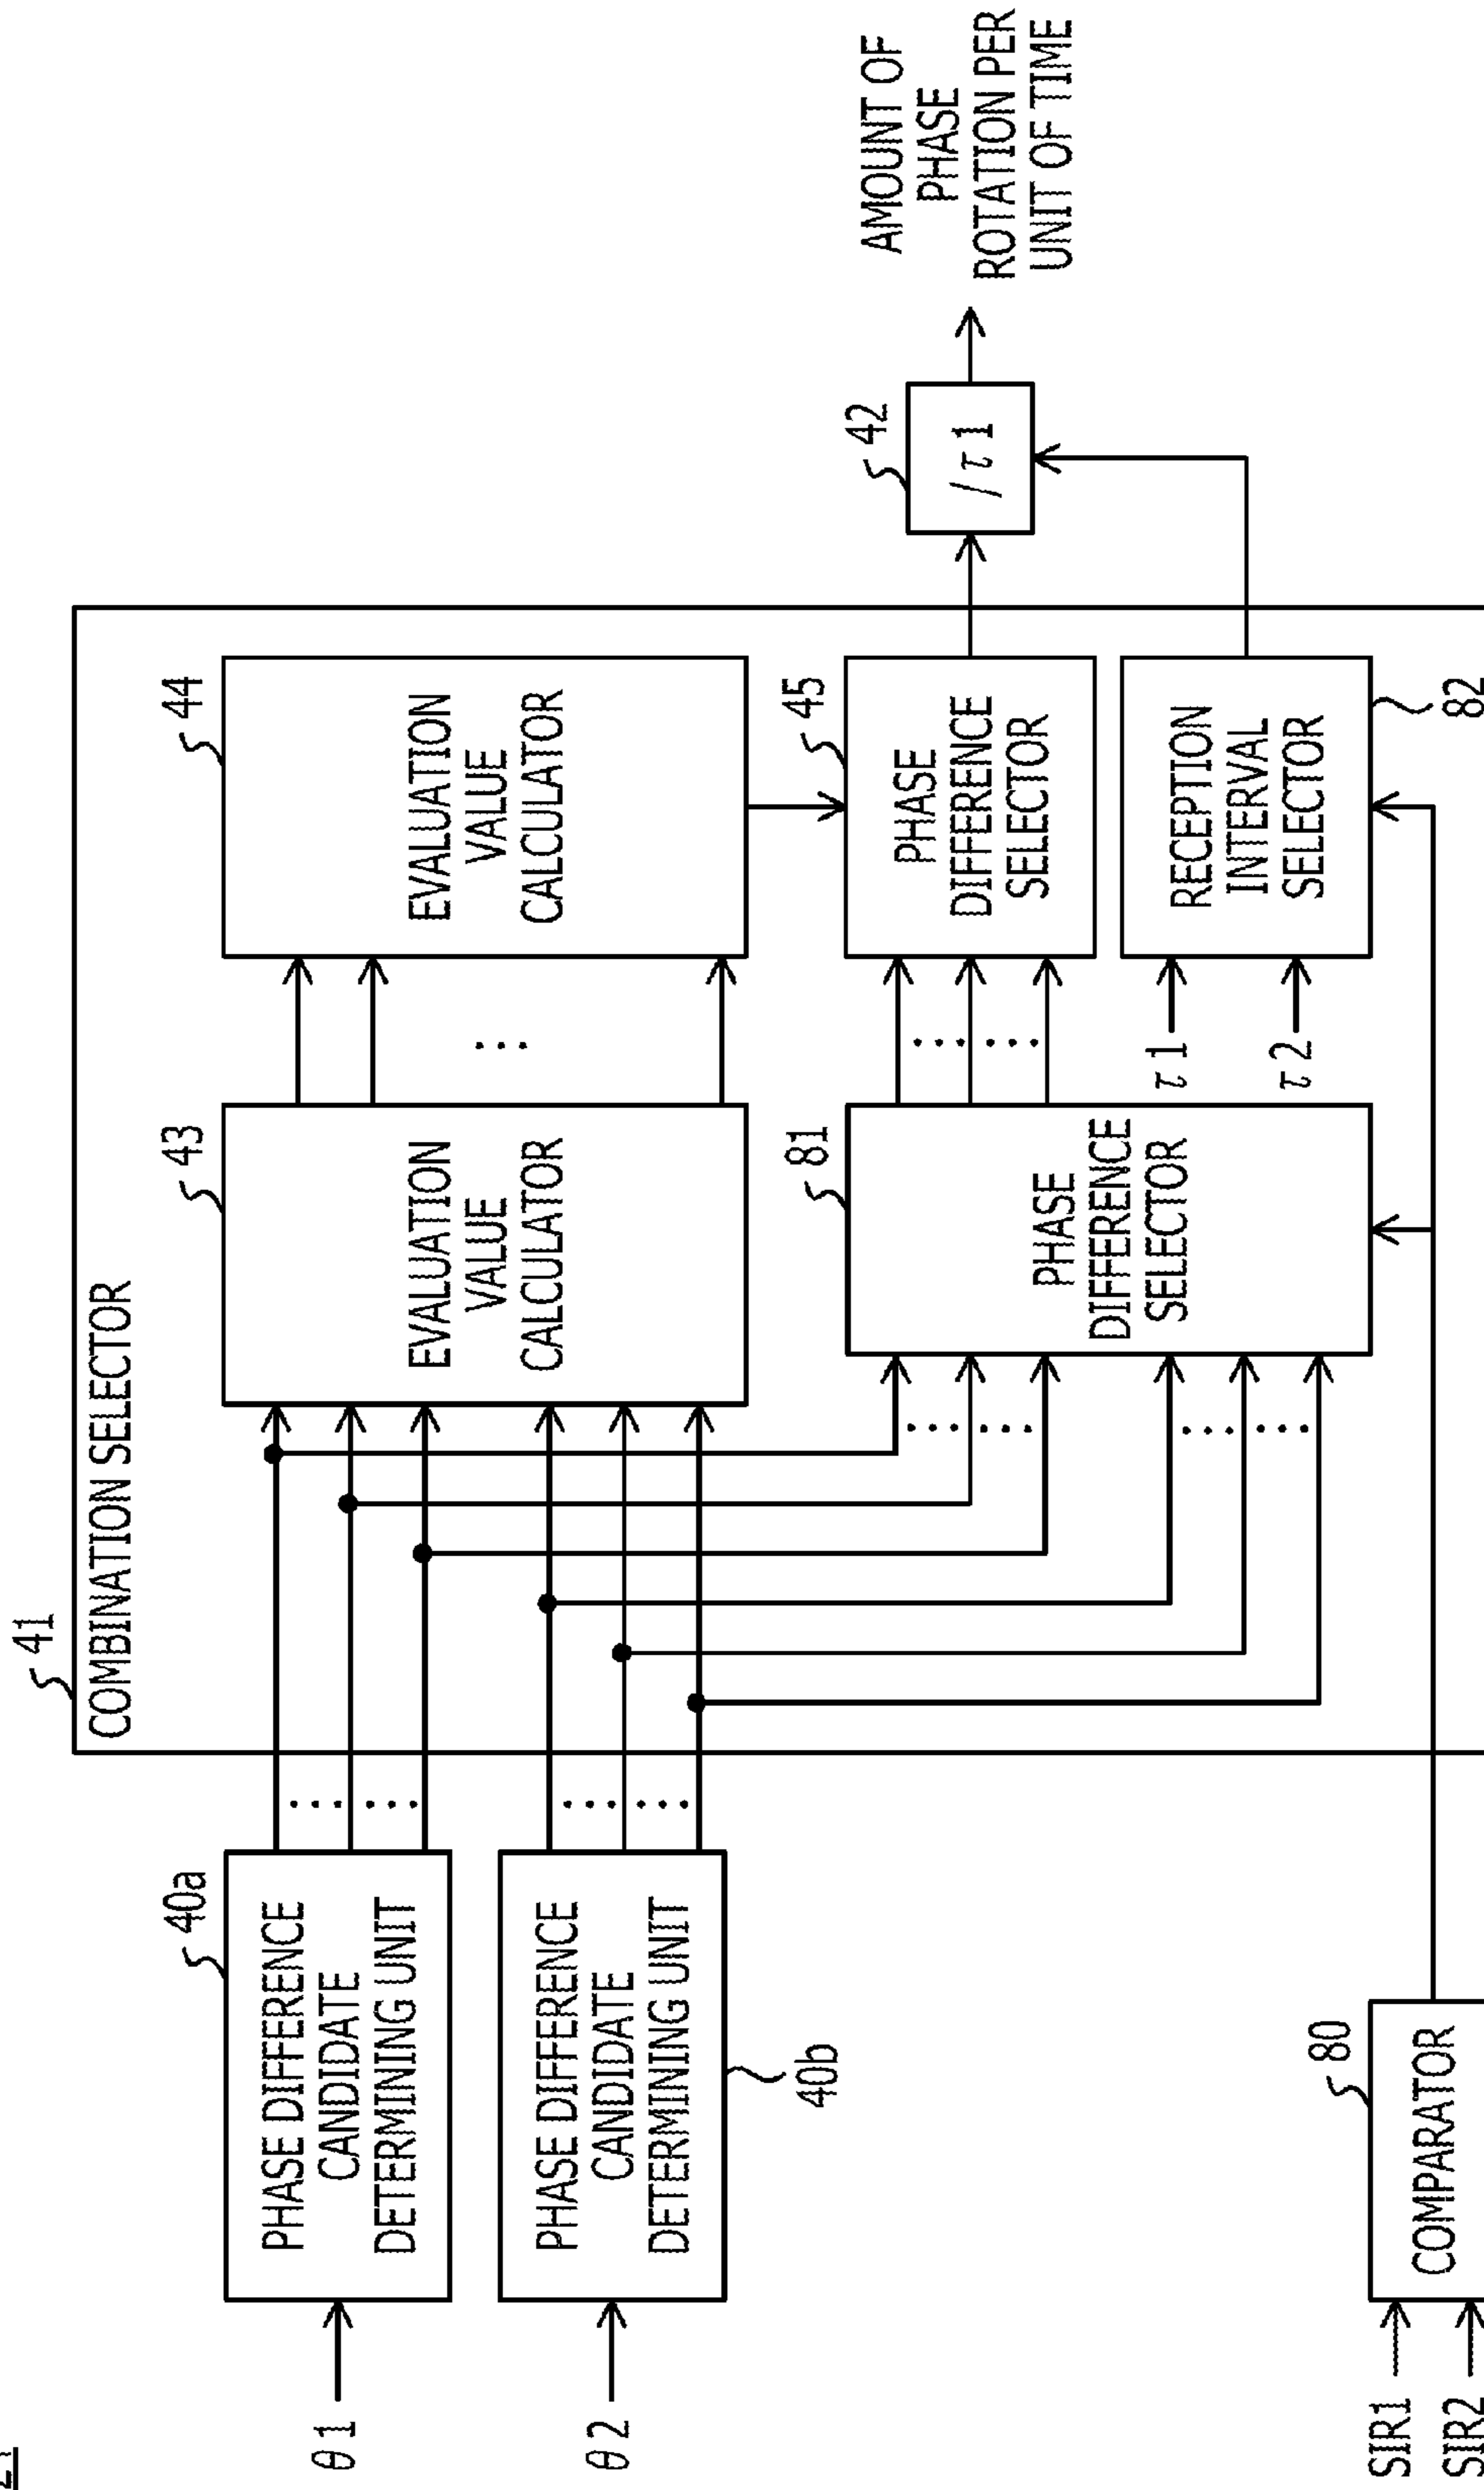 41
COMBINATION SELECTOR
θ1
40a
PHASE DIFFERENCE
CANDIDATE
DETERMINING UNIT
θ2
PHASE DIFFERENCE
CANDIDATE
DETERMINING UNIT
40b
43
EVALUATION
VALUE
CALCULATOR
44
EVALUATION
VALUE
CALCULATOR
81
PHASE
DIFFERENCE
SELECTOR
45
PHASE
DIFFERENCE
SELECTOR
τ1
τ2
RECEPTION
INTERVAL
SELECTOR
82
42
/τ1
AMOUNT OF
PHASE
ROTATION PER
UNIT OF TIME
SIR1
SIR2
80
COMPARATOR